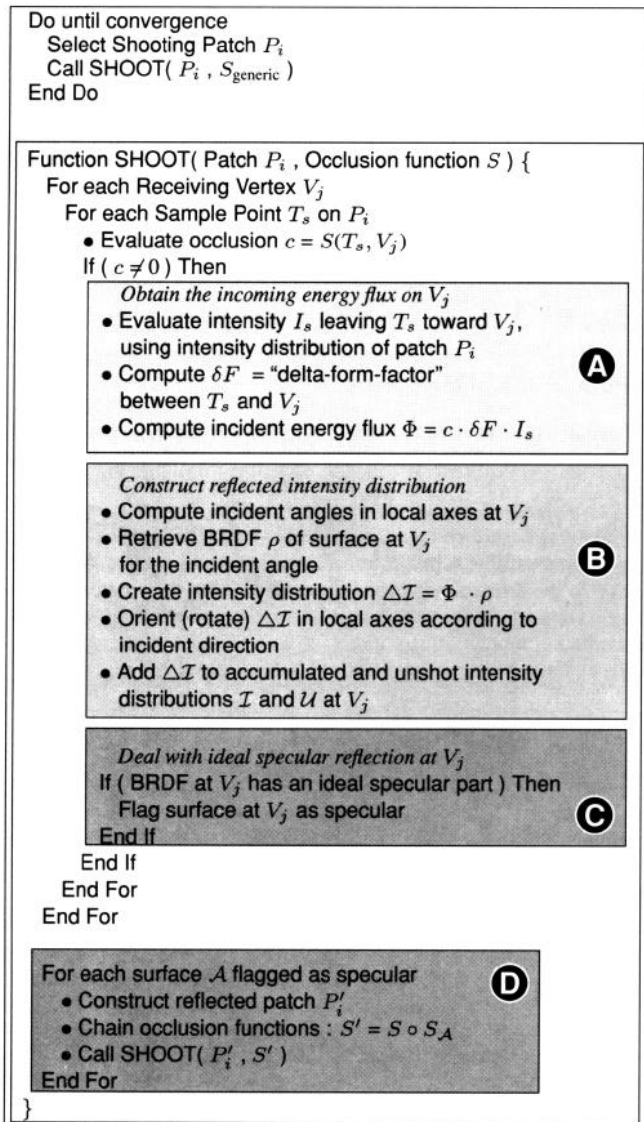 Do until convergence
Select Shooting Patch P_i
Call SHOOT( P_i , S_generic )
End Do
Function SHOOT( Patch P_i , Occlusion function S ) {
For each Receiving Vertex V_j
For each Sample Point T_s on P_i
• Evaluate occlusion c = S(T_s, V_j)
If ( c ≠ 0 ) Then
Obtain the incoming energy flux on V_j
• Evaluate intensity I_s leaving T_s toward V_j,
using intensity distribution of patch P_i
• Compute δF = “delta-form-factor”
between T_s and V_j
• Compute incident energy flux Φ = c · δF · I_s
A
Construct reflected intensity distribution
• Compute incident angles in local axes at V_j
• Retrieve BRDF ρ of surface at V_j
for the incident angle
• Create intensity distribution △I = Φ · ρ
• Orient (rotate) △I in local axes according to
incident direction
• Add △I to accumulated and unshot intensity
distributions I and U at V_j
B
Deal with ideal specular reflection at V_j
If ( BRDF at V_j has an ideal specular part ) Then
Flag surface at V_j as specular
End If
C
End If
End For
End For
For each surface A flagged as specular
• Construct reflected patch P′_i
• Chain occlusion functions : S′ = S ∘ S_A
• Call SHOOT( P′_i , S′ )
End For
D
}